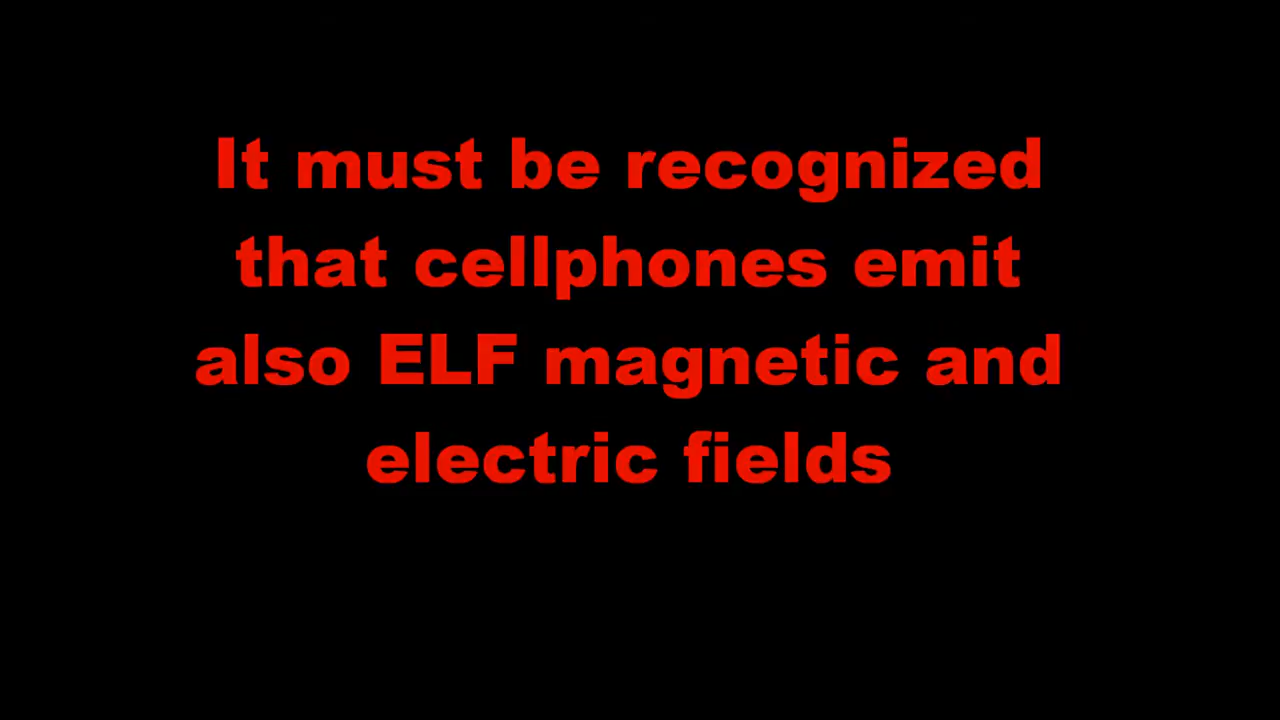 It must be recognized
that cellphones emit
also ELF magnetic and
electric fields